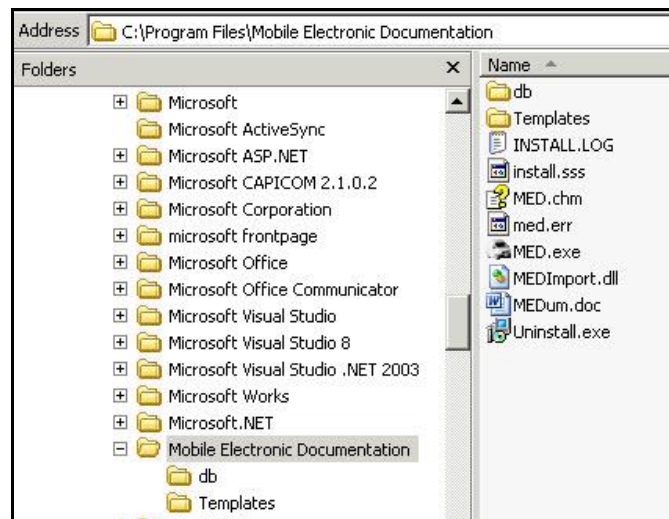 Address C:\Program Files\Mobile Electronic Documentation
Folders
Microsoft
Microsoft ActiveSync
Microsoft ASP.NET
Microsoft CAPICOM 2.1.0.2
Microsoft Corporation
microsoft frontpage
Microsoft Office
Microsoft Office Communicator
Microsoft Visual Studio
Microsoft Visual Studio 8
Microsoft Visual Studio .NET 2003
Microsoft Works
Microsoft.NET
Mobile Electronic Documentation
db
Templates
Name
db
Templates
INSTALL.LOG
install.sss
MED.chm
med.err
MED.exe
MEDImport.dll
MEDum.doc
Uninstall.exe